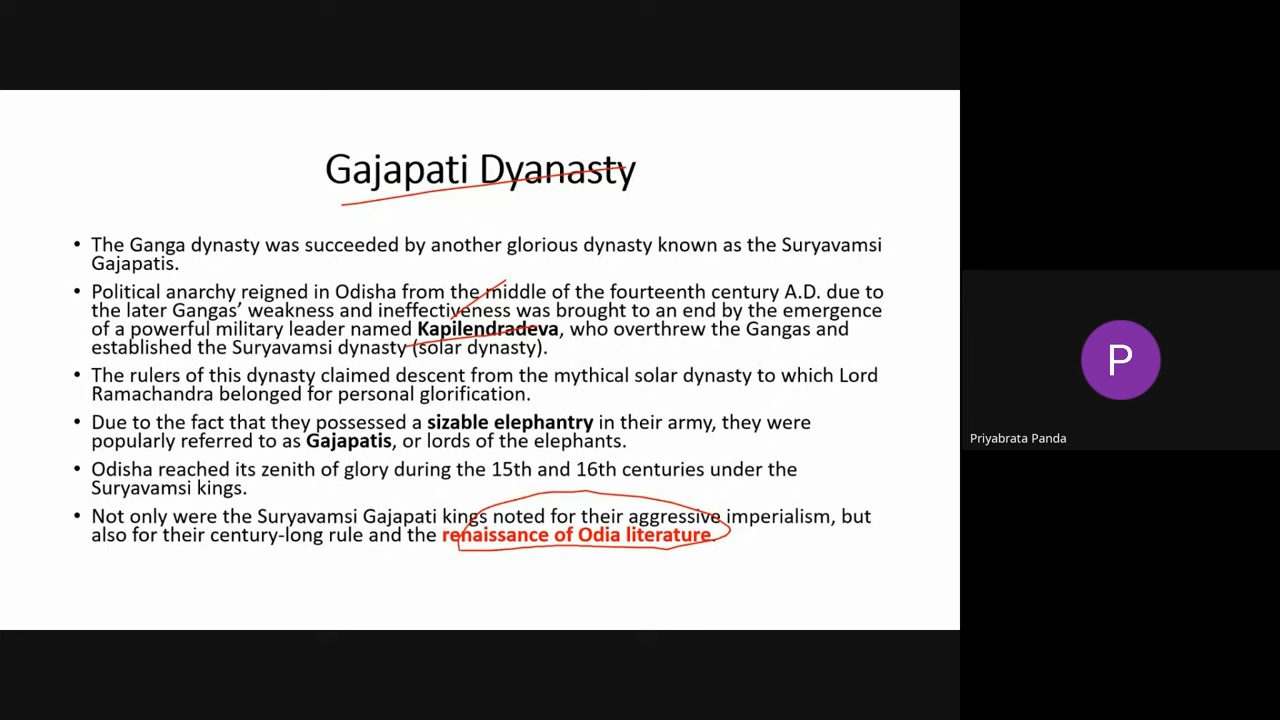 Gajapati Dyanasty
• The Ganga dynasty was succeeded by another glorious dynasty known as the Suryavamsi
Gajapatis.
• Political anarchy reigned in Odisha from the middle of the fourteenth century A.D. due to
the later Gangas’ weakness and ineffectiveness was brought to an end by the emergence
of a powerful military leader named Kapilendradeva, who overthrew the Gangas and
established the Suryavamsi dynasty (solar dynasty).
• The rulers of this dynasty claimed descent from the mythical solar dynasty to which Lord
Ramachandra belonged for personal glorification.
• Due to the fact that they possessed a sizable elephantry in their army, they were
popularly referred to as Gajapatis, or lords of the elephants.
• Odisha reached its zenith of glory during the 15th and 16th centuries under the
Suryavamsi kings.
• Not only were the Suryavamsi Gajapati kings noted for their aggressive imperialism, but
also for their century-long rule and the renaissance of Odia literature.
P
Priyabrata Panda